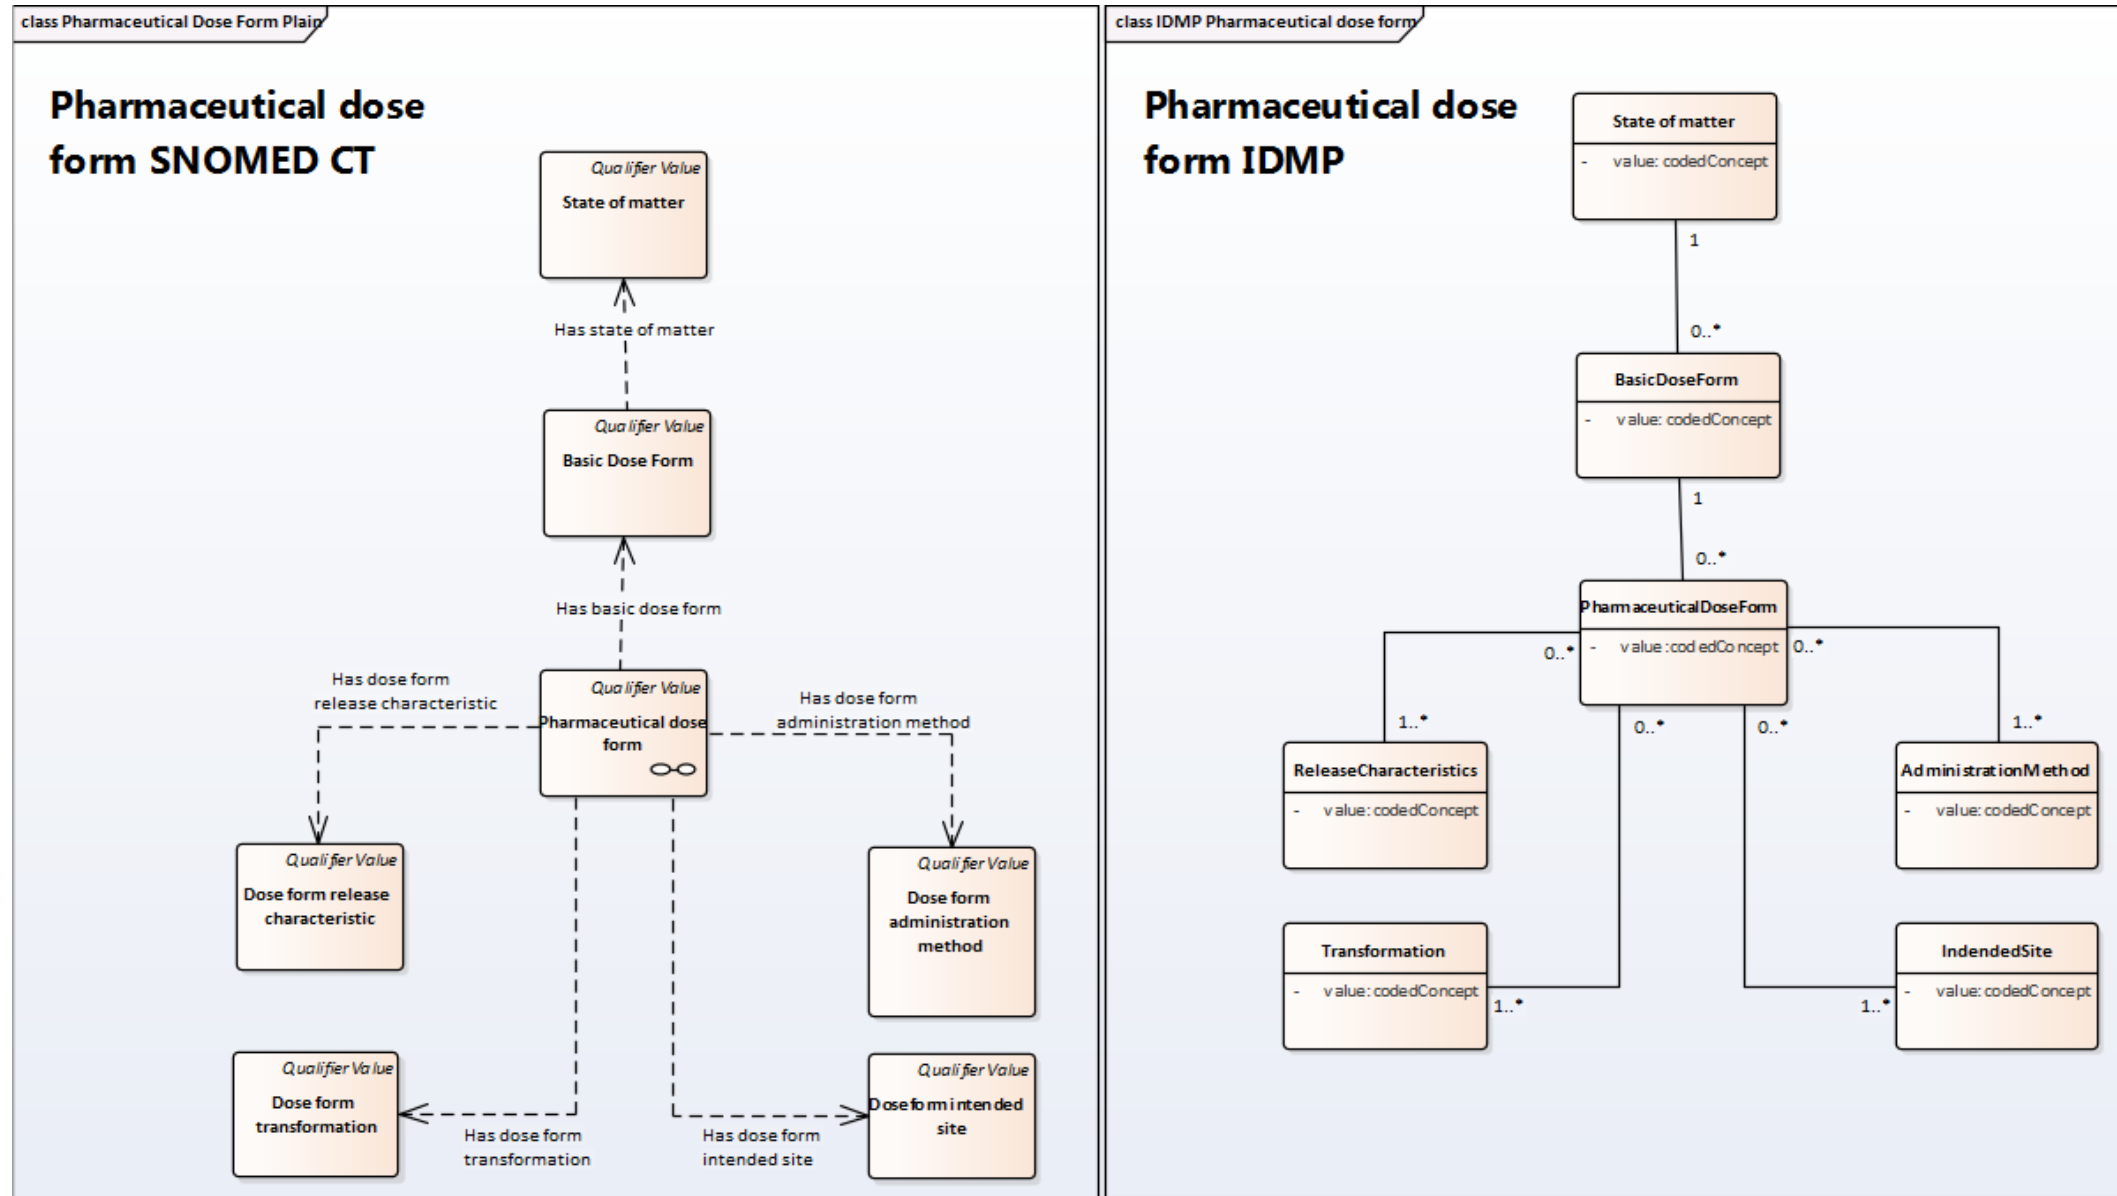 class Pharmaceutical Dose Form Plain
Pharmaceutical dose
form SNOMED CT
Qualifier Value
State of matter
Has state of matter
Qualifier Value
Basic Dose Form
Has basic dose form
Qualifier Value
Pharmaceutical dose
form
Has dose form
release characteristic
Has dose form
administration method
Qualifier Value
Dose form release
characteristic
Qualifier Value
Dose form
administration
method
Qualifier Value
Dose form
transformation
Has dose form
transformation
Has dose form
intended site
Qualifier Value
Dose form intended
site
class IDMP Pharmaceutical dose form
Pharmaceutical dose
form IDMP
State of matter
- value: codedConcept
1
0..*
BasicDoseForm
- value: codedConcept
1
0..*
PharmaceuticalDoseForm
- value :codedConcept
0..*
0..*
1..*
0..*
0..*
1..*
ReleaseCharacteristics
- value: codedConcept
AdministrationMethod
- value: codedConcept
Transformation
- value: codedConcept
1..*
1..*
IndendedSite
- value: codedConcept